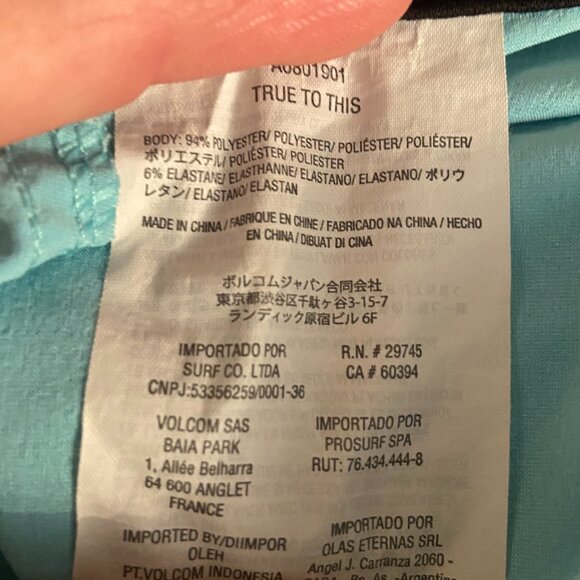 A0801901
TRUE TO THIS
BODY: 94% POLYESTER/ POLYESTER/ POLIÉSTER/ POLIÉSTER/
ポリエステル/ POLIÉSTER/ POLIESTER
6% ELASTANE/ ELASTHANNE/ ELASTANO/ ELASTANO/ ポリウ
レタン/ ELASTANO/ ELASTAN
MADE IN CHINA / FABRIQUE EN CHINE / FABRICADO NA CHINA / HECHO
EN CHINA / DIBUAT DI CINA
ボルコムジャパン合同会社
東京都渋谷区千駄ヶ谷3-15-7
ランディック原宿ビル 6F
IMPORTADO POR
SURF CO. LTDA
CNPJ:53356259/0001-36
R.N. # 29745
CA # 60394
VOLCOM SAS
BAIA PARK
1, Allée Belharra
64 600 ANGLET
FRANCE
IMPORTADO POR
PROSURF SPA
RUT: 76.434.444-8
IMPORTED BY/DIIMPOR
OLEH
PT.VOLCOM INDONESIA
IMPORTADO POR
OLAS ETERNAS SRL
Angel J. Carranza 2060 -
Bs. As. -Argentin